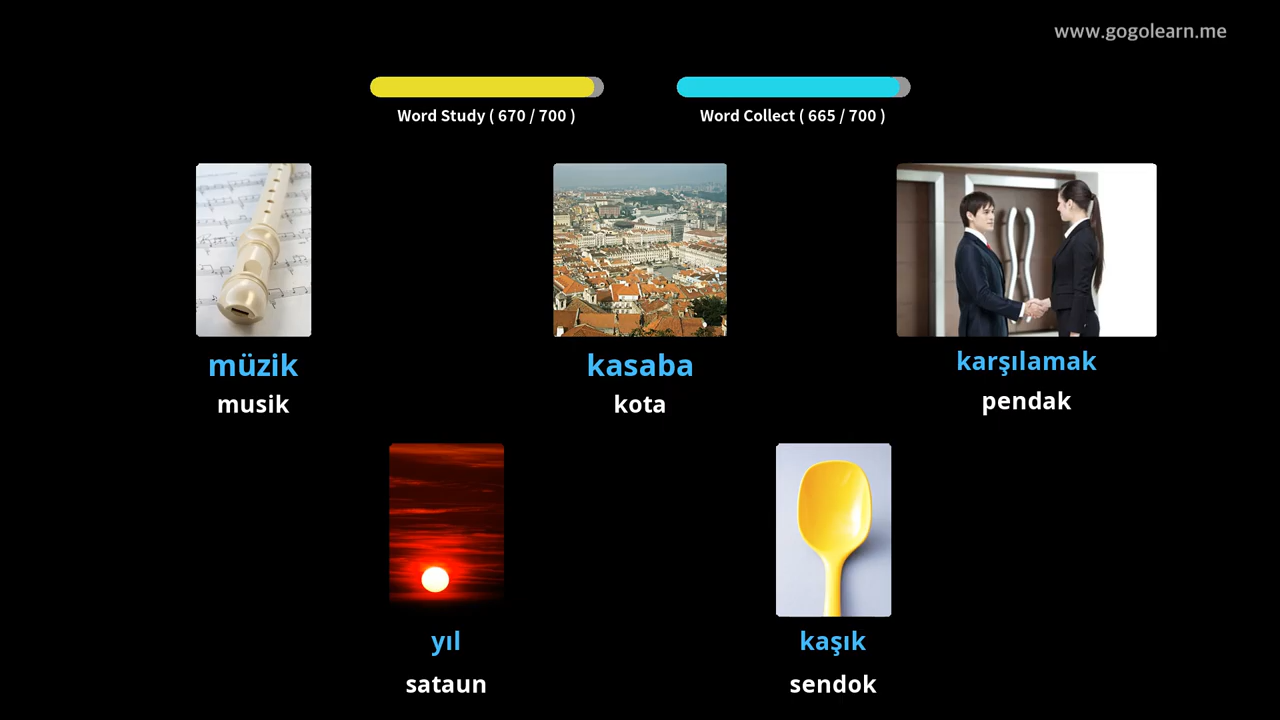 www.gogolearn.me
Word Study ( 670 / 700 )
Word Collect ( 665 / 700 )
müzik
musik
kasaba
kota
karşılamak
pendak
yıl
sataun
kaşık
sendok